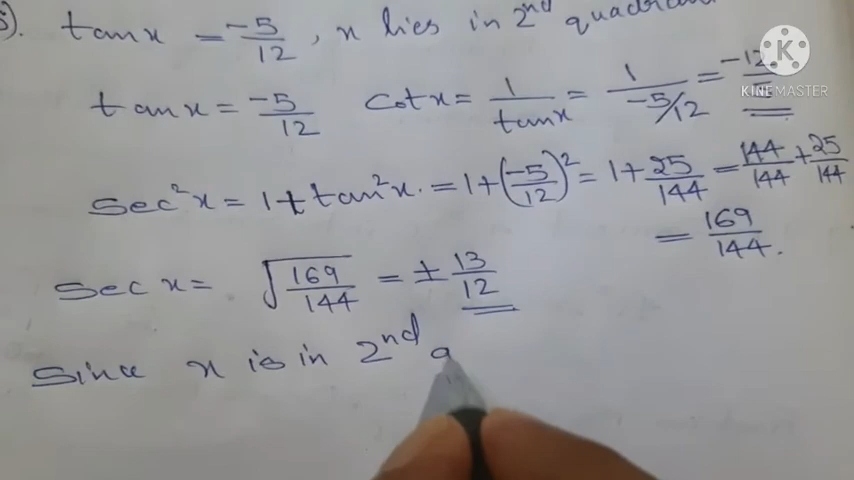 5). tan x = -5/12, x lies in 2nd quadran
tan x = -5/12 cot x = 1/tan x = 1/(-5/12) = -12
sec²x = 1 + tan²x. = 1 + (-5/12)² = 1 + 25/144 = 144/144 + 25/144
= 169/144.
sec x = √(169/144) = ± 13/12
Since x is in 2nd q
K
KINEMASTER